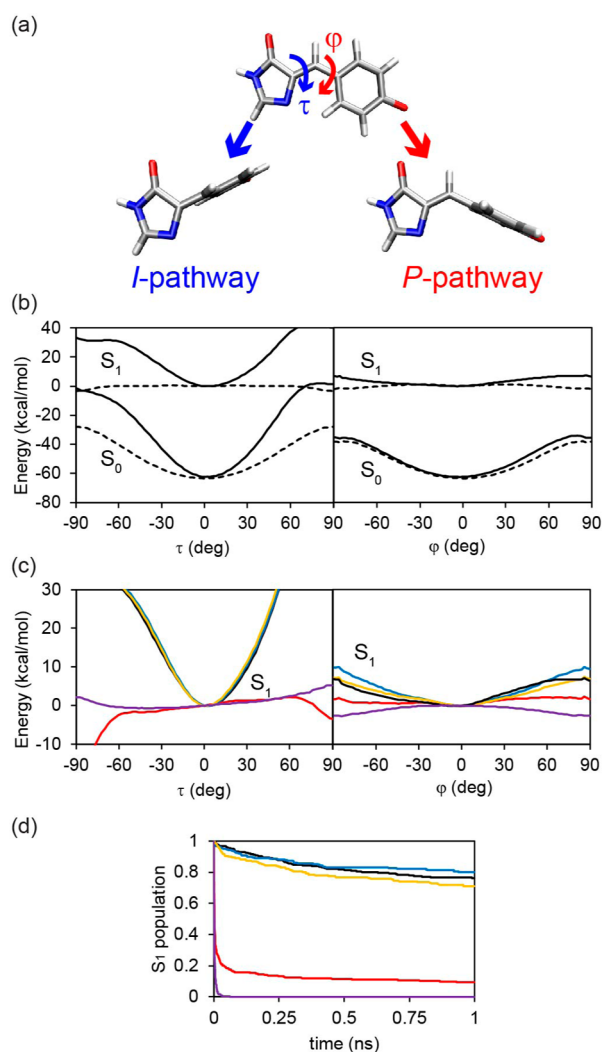 (a)
φ
τ
I-pathway
P-pathway
(b)
Energy (kcal/mol)
40
20
0
-20
-40
-60
-80
S1
S0
S1
S0
-90 -60 -30 0 30 60 90
-60 -30 0 30 60 90
τ (deg)
φ (deg)
(c)
Energy (kcal/mol)
30
20
10
0
-10
S1
S1
-90 -60 -30 0 30 60 90
-60 -30 0 30 60 90
τ (deg)
φ (deg)
(d)
S1 population
1
0.8
0.6
0.4
0.2
0
0 0.25 0.5 0.75 1
time (ns)